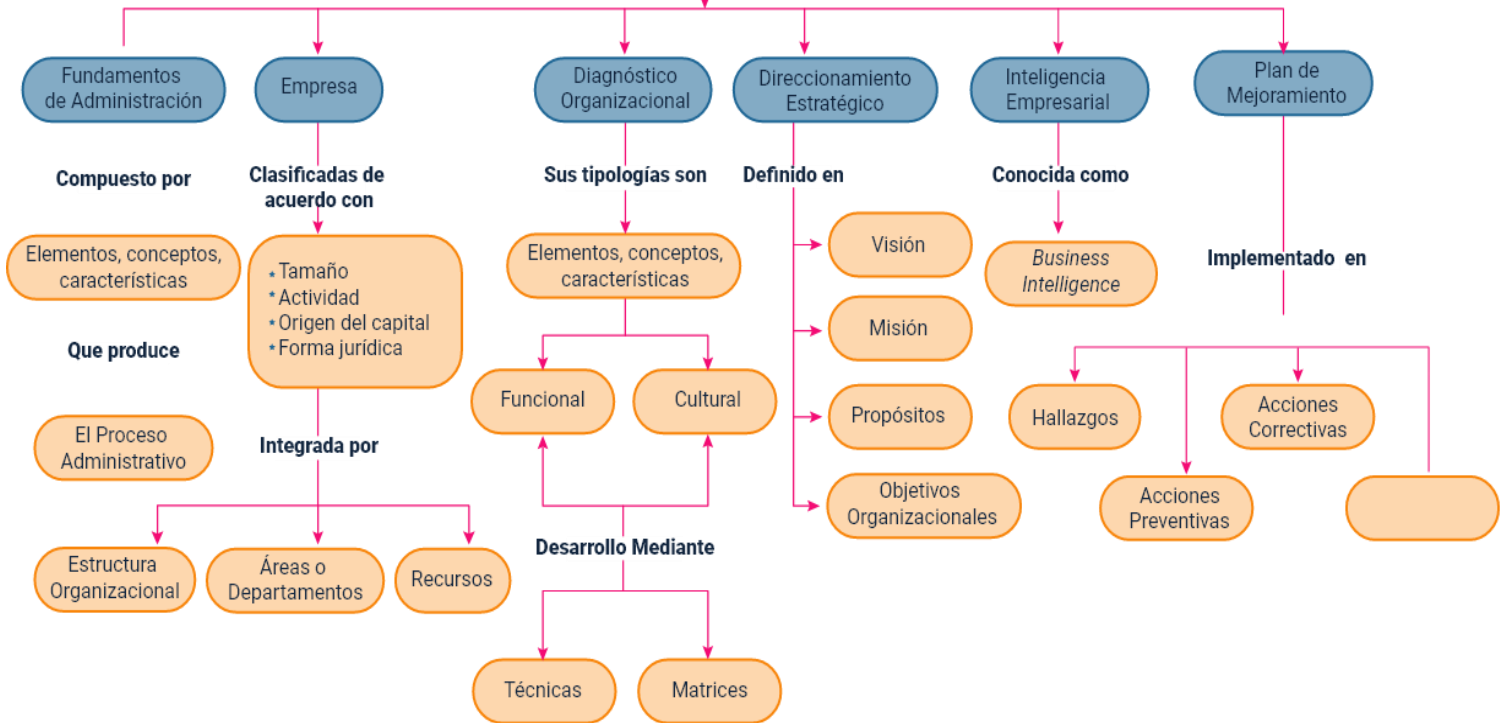 Fundamentos
de Administración
Empresa
Diagnóstico
Organizacional
Direccionamiento
Estratégico
Inteligencia
Empresarial
Plan de
Mejoramiento
Compuesto por
Clasificadas de
acuerdo con
Sus tipologías son
Definido en
Conocida como
Implementado en
Elementos, conceptos,
características
* Tamaño
* Actividad
* Origen del capital
* Forma jurídica
Elementos, conceptos,
características
Visión
Business
Intelligence
Misión
Que produce
Funcional
Cultural
Propósitos
Hallazgos
Acciones
Correctivas
El Proceso
Administrativo
Integrada por
Objetivos
Organizacionales
Acciones
Preventivas
Desarrollo Mediante
Estructura
Organizacional
Áreas o
Departamentos
Recursos
Técnicas
Matrices